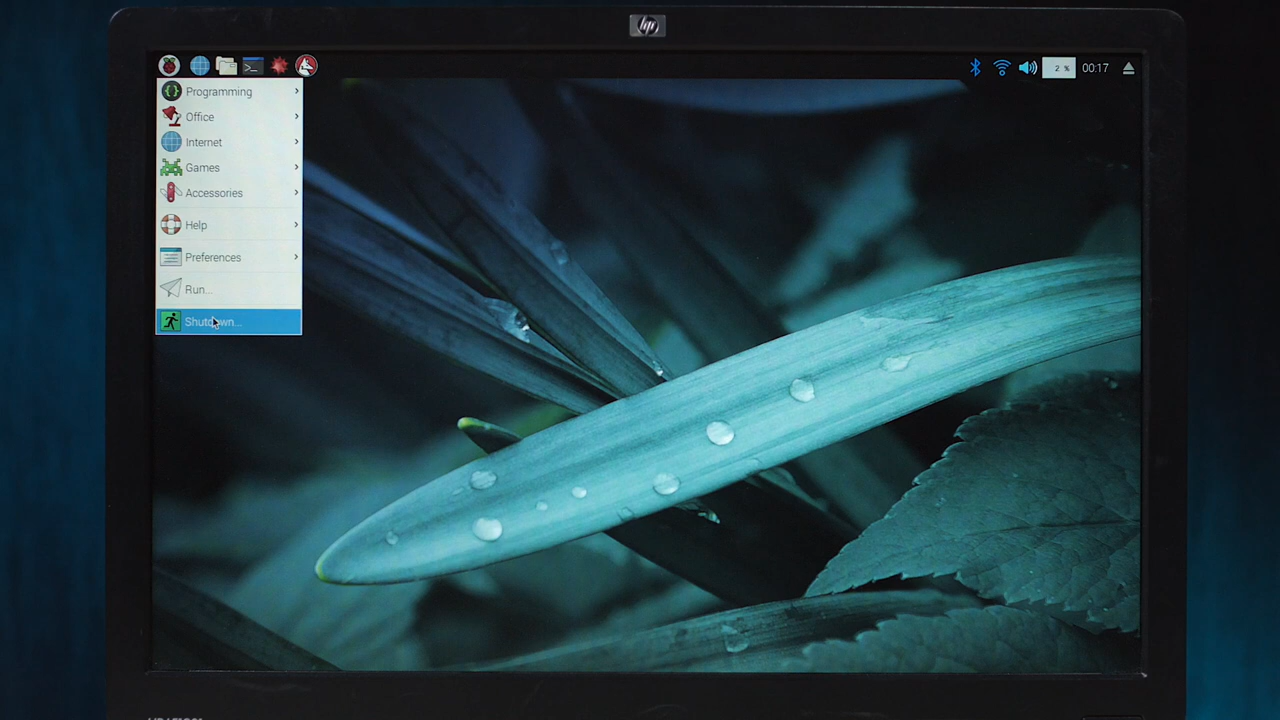 hp
2 %
00:17
Programming
Office
Internet
Games
Accessories
Help
Preferences
Run...
Shutdown...